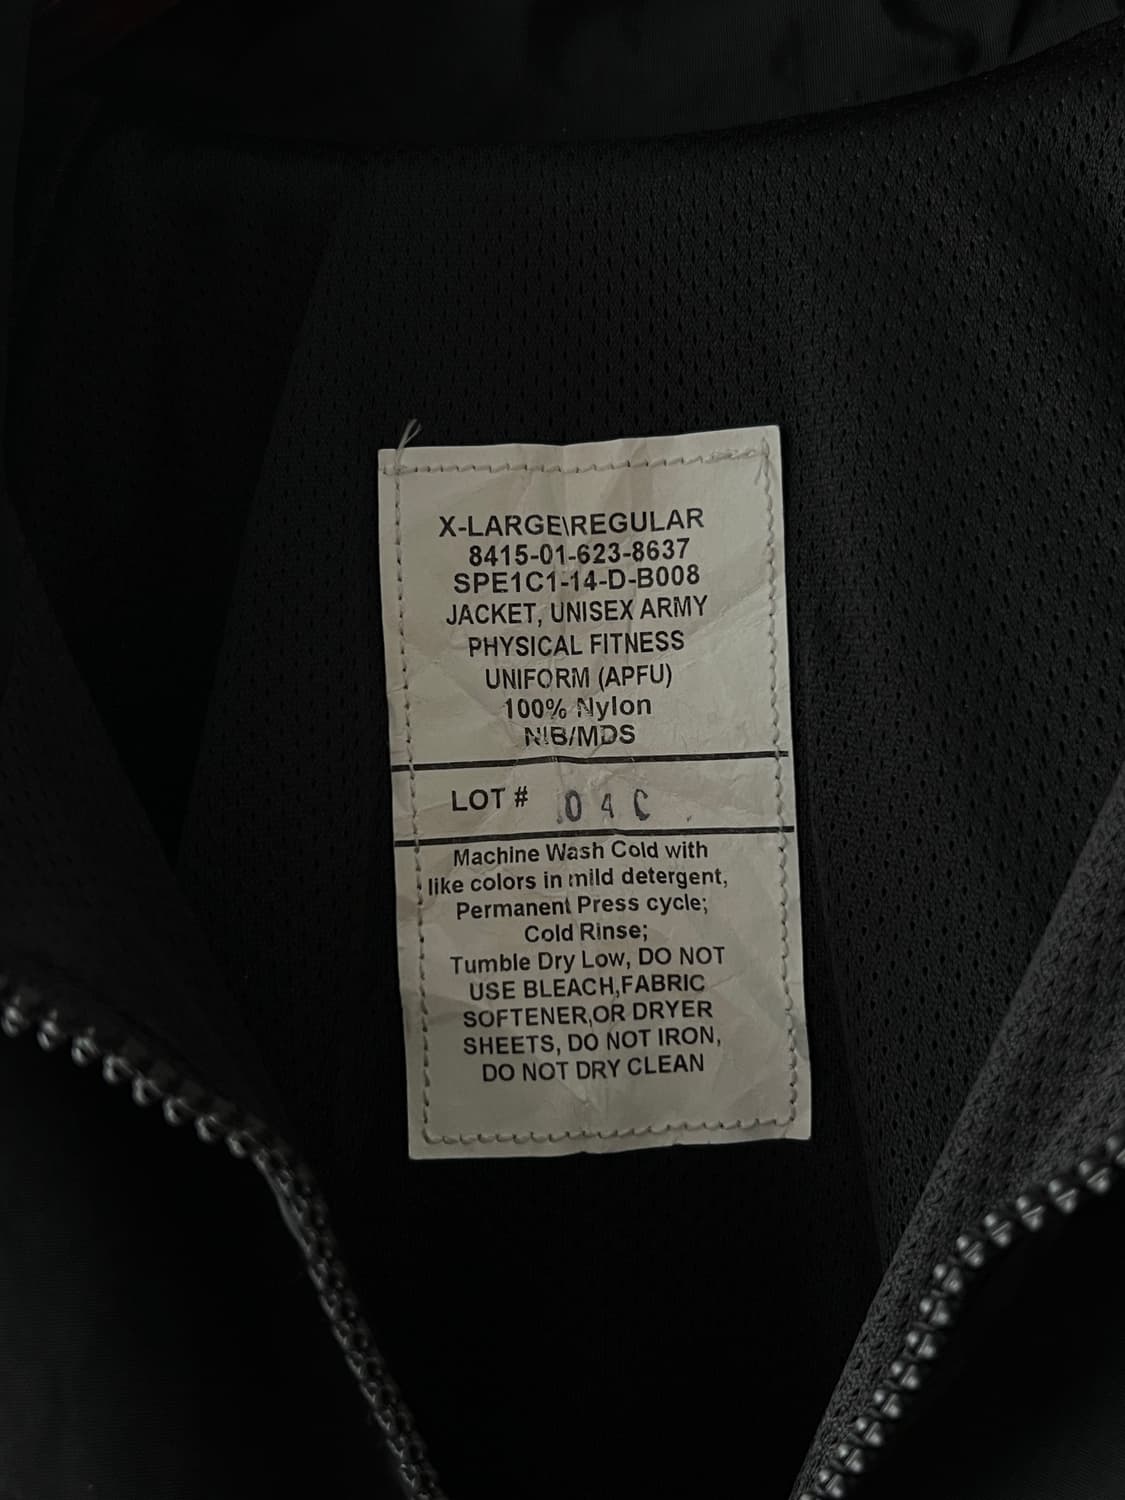 X-LARGE\REGULAR
8415-01-623-8637
SPE1C1-14-D-B008
JACKET, UNISEX ARMY
PHYSICAL FITNESS
UNIFORM (APFU)
100% Nylon
NIB/MDS
LOT # 04C
Machine Wash Cold with
like colors in mild detergent,
Permanent Press cycle;
Cold Rinse;
Tumble Dry Low, DO NOT
USE BLEACH,FABRIC
SOFTENER,OR DRYER
SHEETS, DO NOT IRON,
DO NOT DRY CLEAN